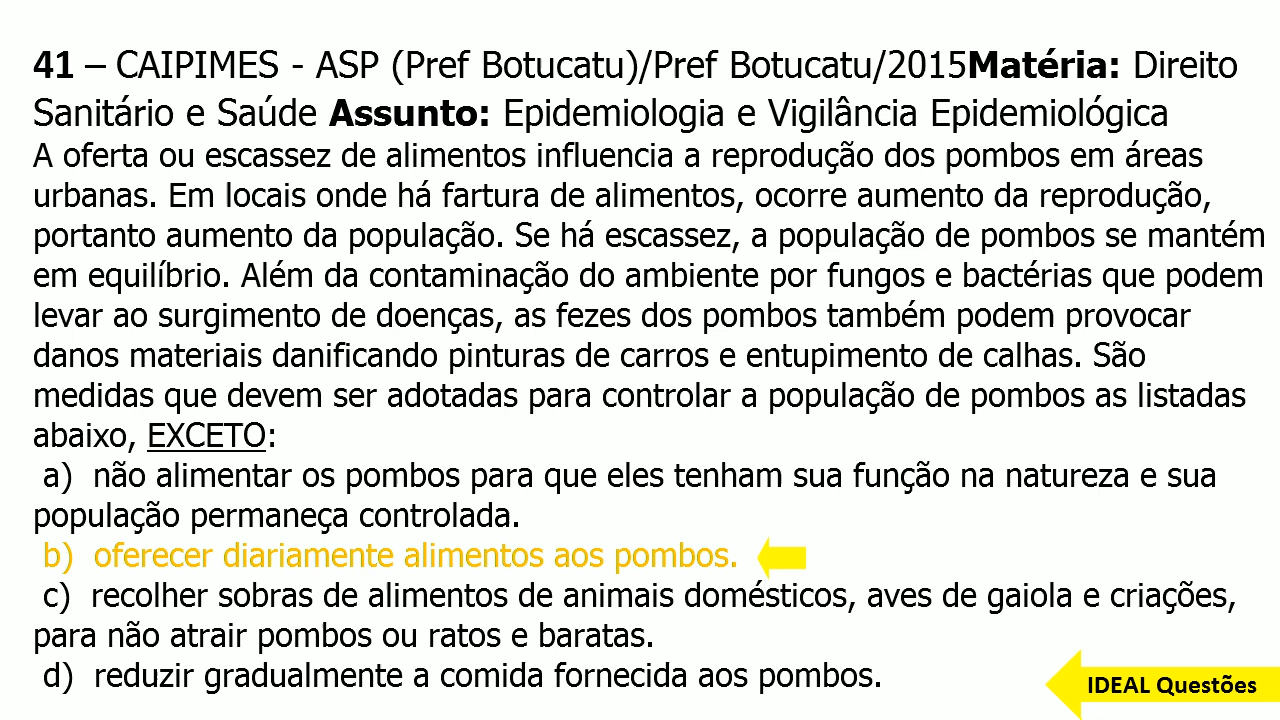 41 – CAIPIMES - ASP (Pref Botucatu)/Pref Botucatu/2015Matéria: Direito
Sanitário e Saúde Assunto: Epidemiologia e Vigilância Epidemiológica
A oferta ou escassez de alimentos influencia a reprodução dos pombos em áreas
urbanas. Em locais onde há fartura de alimentos, ocorre aumento da reprodução,
portanto aumento da população. Se há escassez, a população de pombos se mantém
em equilíbrio. Além da contaminação do ambiente por fungos e bactérias que podem
levar ao surgimento de doenças, as fezes dos pombos também podem provocar
danos materiais danificando pinturas de carros e entupimento de calhas. São
medidas que devem ser adotadas para controlar a população de pombos as listadas
abaixo, EXCETO:
a) não alimentar os pombos para que eles tenham sua função na natureza e sua
população permaneça controlada.
b) oferecer diariamente alimentos aos pombos.
c) recolher sobras de alimentos de animais domésticos, aves de gaiola e criações,
para não atrair pombos ou ratos e baratas.
d) reduzir gradualmente a comida fornecida aos pombos.
IDEAL Questões